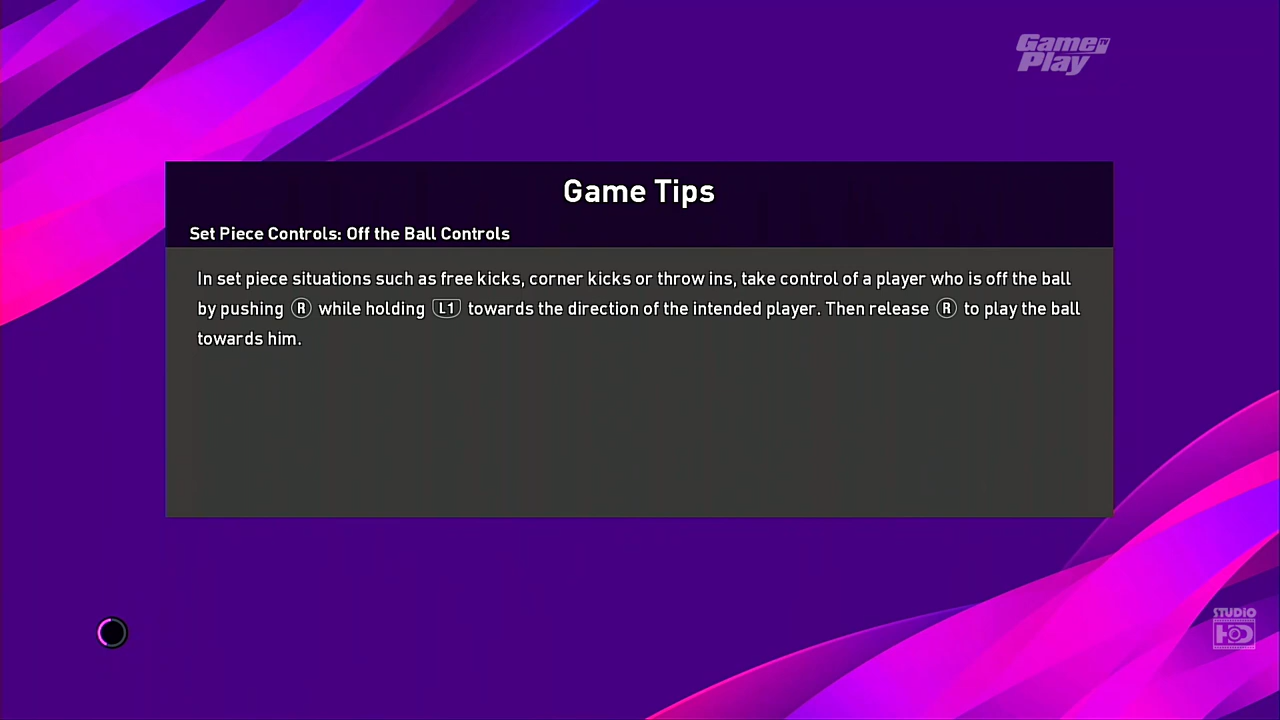 Game TV
Play
Game Tips
Set Piece Controls: Off the Ball Controls
In set piece situations such as free kicks, corner kicks or throw ins, take control of a player who is off the ball
by pushing R while holding L1 towards the direction of the intended player. Then release R to play the ball
towards him.
STUDIO
HD